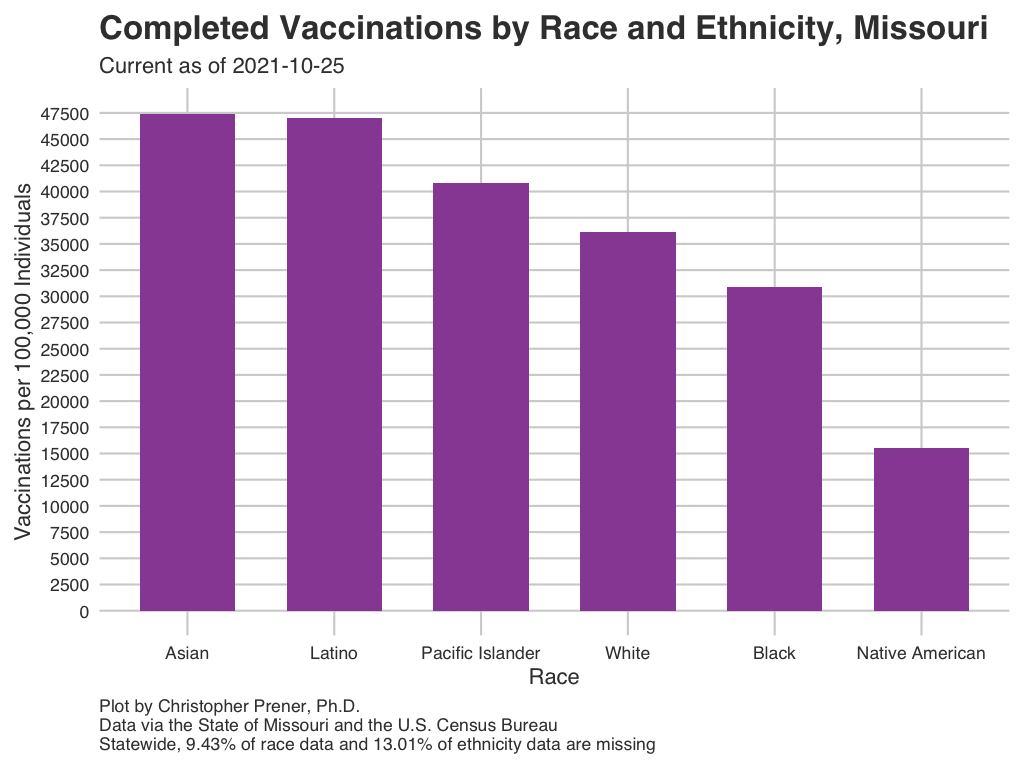 Completed Vaccinations by Race and Ethnicity, Missouri
Current as of 2021-10-25
Vaccinations per 100,000 Individuals
47500
45000
42500
40000
37500
35000
32500
30000
27500
25000
22500
20000
17500
15000
12500
10000
7500
5000
2500
0
Asian Latino Pacific Islander White Black Native American
Race
Plot by Christopher Prener, Ph.D.
Data via the State of Missouri and the U.S. Census Bureau
Statewide, 9.43% of race data and 13.01% of ethnicity data are missing